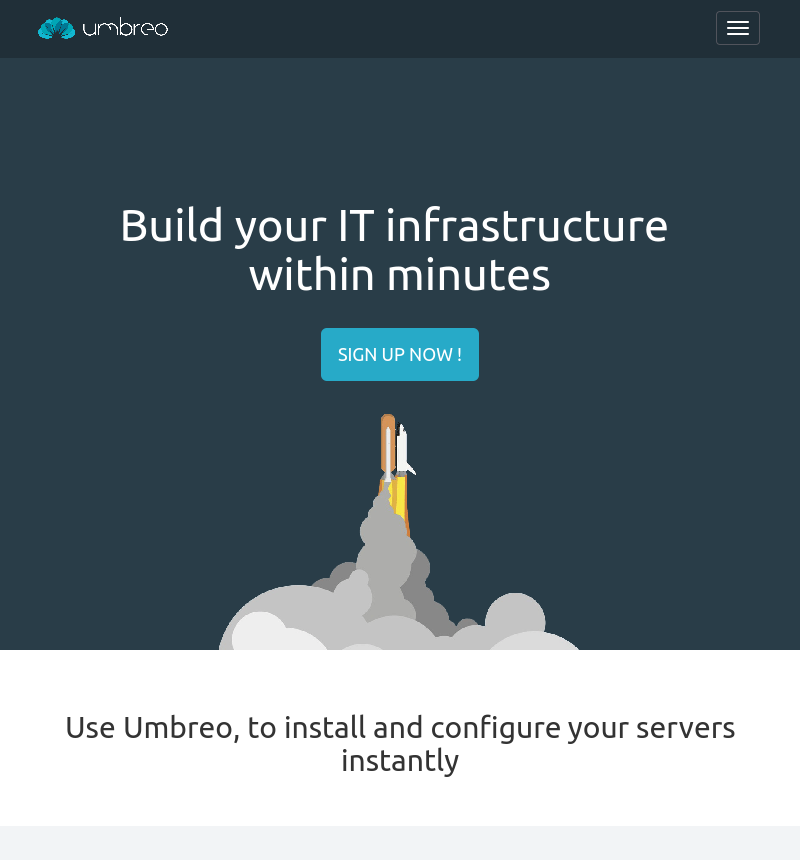 umbreo
Build your IT infrastructure
within minutes
SIGN UP NOW !
Use Umbreo, to install and configure your servers
instantly